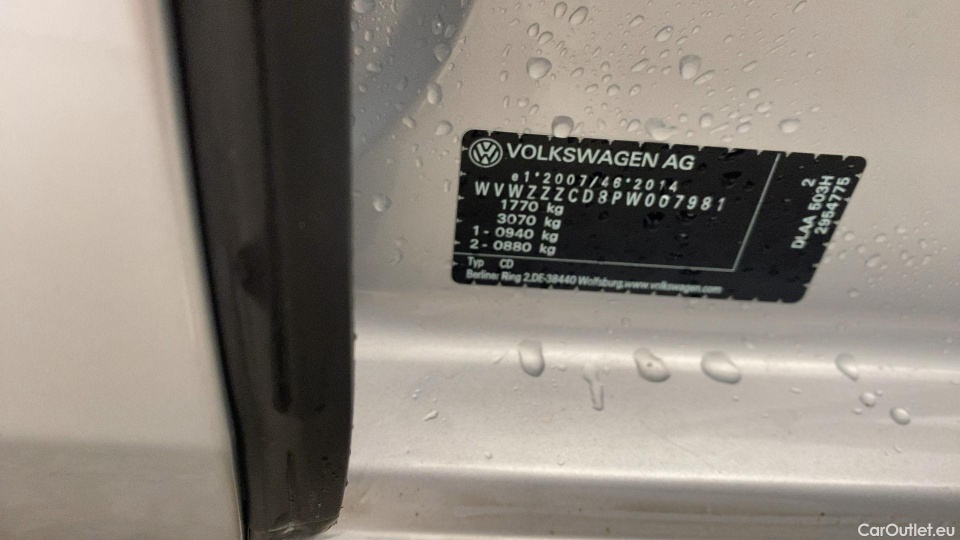 VOLKSWAGEN AG
e1*2007/46*2014
WVWZZZCD8PW007981
1770 kg
3070 kg
1 - 0940 kg
2 - 0880 kg
Typ CD
Berliner Ring 2,DE-38440 Wolfsburg,www.volkswagen.com
2
DLAA 503H
2954775
CarOutlet.eu